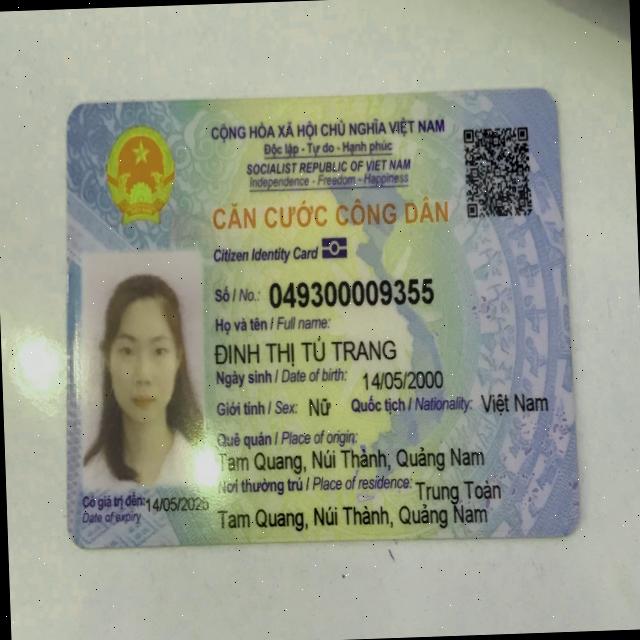 CỘNG HÒA XÃ HỘI CHỦ NGHĨA VIỆT NAM
Độc lập - Tự do - Hạnh phúc
SOCIALIST REPUBLIC OF VIET NAM
Independence - Freedom - Happiness
CĂN CƯỚC CÔNG DÂN
Citizen Identity Card
Số / No.: 049300009355
Họ và tên / Full name:
ĐINH THỊ TÚ TRANG
Ngày sinh / Date of birth: 14/05/2000
Giới tính / Sex: Nữ Quốc tịch / Nationality: Việt Nam
Quê quán / Place of origin:
Tam Quang, Núi Thành, Quảng Nam
Nơi thường trú / Place of residence: Trung Toàn
Tam Quang, Núi Thành, Quảng Nam
Có giá trị đến: 14/05/2025
Date of expiry